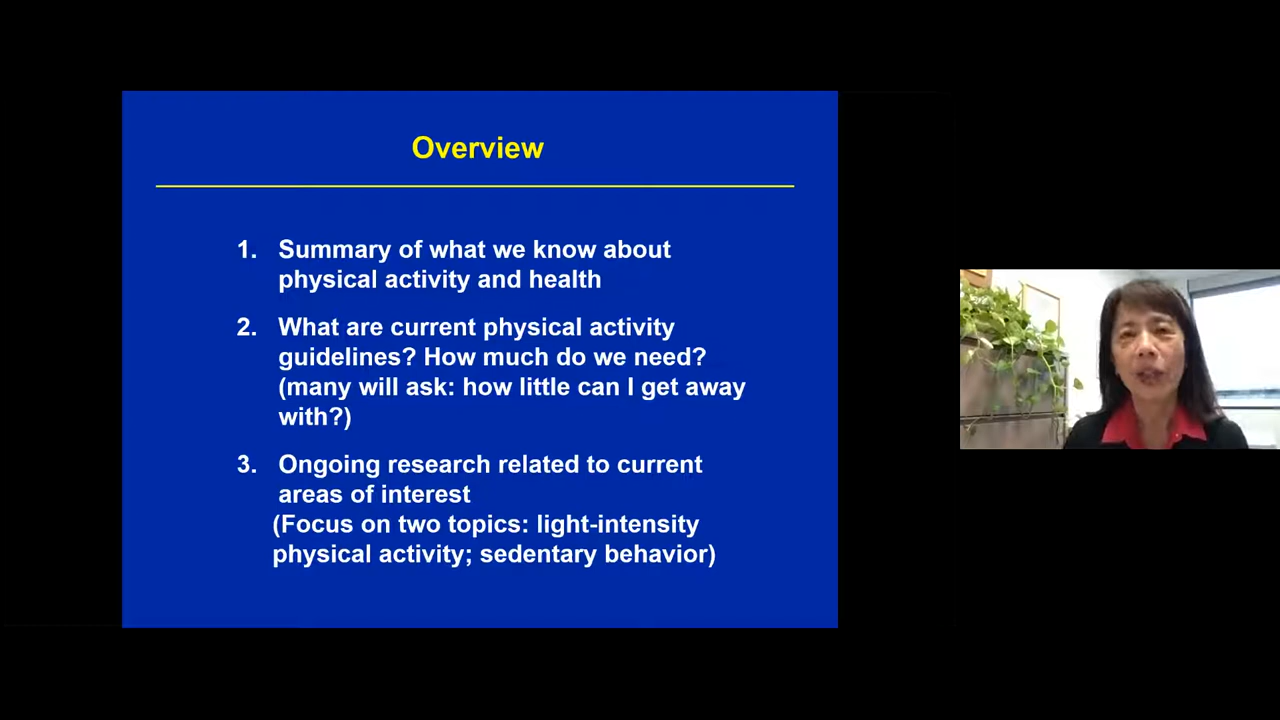 Overview
1. Summary of what we know about
physical activity and health
2. What are current physical activity
guidelines? How much do we need?
(many will ask: how little can I get away
with?)
3. Ongoing research related to current
areas of interest
(Focus on two topics: light-intensity
physical activity; sedentary behavior)